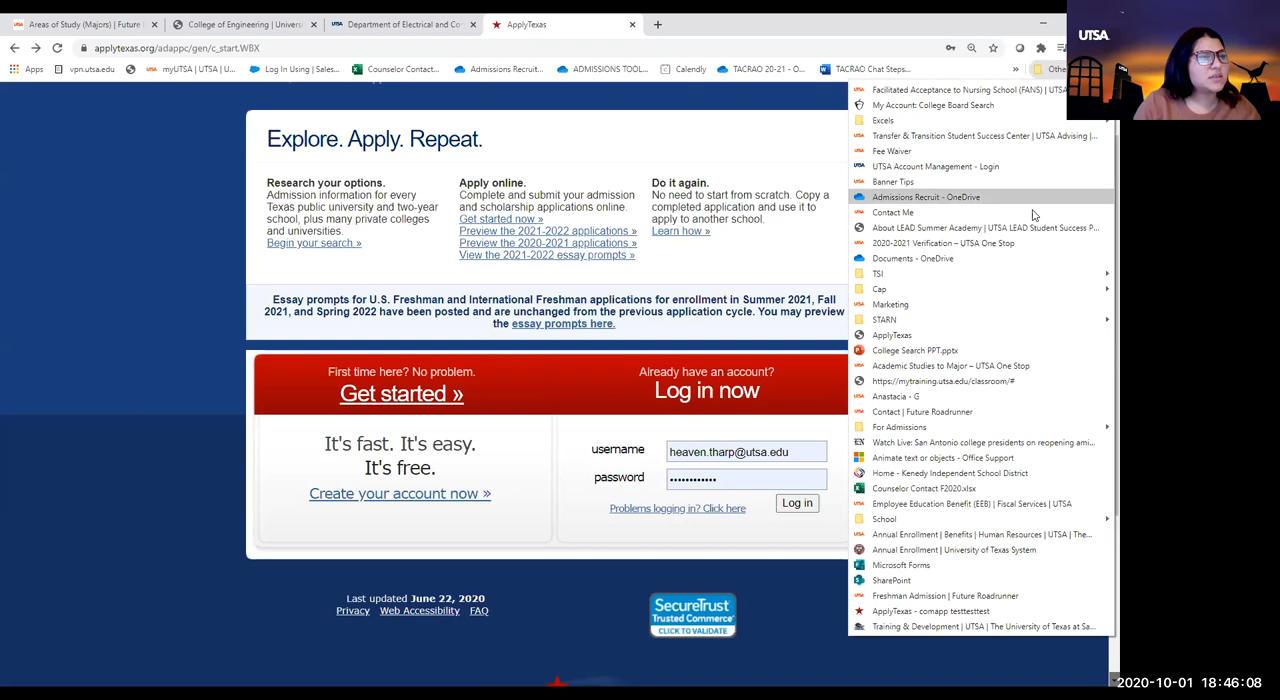 Areas of Study (Majors) | Future
College of Engineering | Univers
Department of Electrical and Co
ApplyTexas
applytexas.org/adappc/gen/c_start.WBX
Apps
vpn.utsa.edu
myUTSA | UTSA | U...
Log In Using | Sales...
Counselor Contact...
Admissions Recruit...
ADMISSIONS TOOL...
Calendly
TACRAO 20-21 - O...
TACRAO Chat Steps...
»
Othe
UTSA
Explore. Apply. Repeat.
Research your options.
Admission information for every
Texas public university and two-year
school, plus many private colleges
and universities.
Begin your search »
Apply online.
Complete and submit your admission
and scholarship applications online.
Get started now »
Preview the 2021-2022 applications »
Preview the 2020-2021 applications »
View the 2021-2022 essay prompts »
Do it again.
No need to start from scratch. Copy
a completed application and use it to
apply to another school.
Learn how »
Essay prompts for U.S. Freshman and International Freshman applications for enrollment in Summer 2021, Fall
2021, and Spring 2022 have been posted and are unchanged from the previous application cycle. You may preview
the essay prompts here.
First time here? No problem.
Get started »
Already have an account?
Log in now
It's fast. It's easy.
It's free.
Create your account now »
username
heaven.tharp@utsa.edu
password
••••••••••••
Problems logging in? Click here
Log in
Last updated June 22, 2020
Privacy Web Accessibility FAQ
SecureTrust
Trusted Commerce
CLICK TO VALIDATE
Facilitated Acceptance to Nursing School (FANS) | UTSA
My Account: College Board Search
Excels
Transfer & Transition Student Success Center | UTSA Advising |...
Fee Waiver
UTSA Account Management - Login
Banner Tips
Admissions Recruit - OneDrive
Contact Me
About LEAD Summer Academy | UTSA LEAD Student Success P...
2020-2021 Verification – UTSA One Stop
Documents - OneDrive
TSI
Cap
Marketing
STARN
ApplyTexas
College Search PPT.pptx
Academic Studies to Major – UTSA One Stop
https://mytraining.utsa.edu/classroom/#
Anastacia - G
Contact | Future Roadrunner
For Admissions
Watch Live: San Antonio college presidents on reopening ami...
Animate text or objects - Office Support
Home - Kenedy Independent School District
Counselor Contact F2020.xlsx
Employee Education Benefit (EEB) | Fiscal Services | UTSA
School
Annual Enrollment | Benefits | Human Resources | UTSA | The...
Annual Enrollment | University of Texas System
Microsoft Forms
SharePoint
Freshman Admission | Future Roadrunner
ApplyTexas - comapp testtesttest
Training & Development | UTSA | The University of Texas at Sa...
2020-10-01 18:46:08